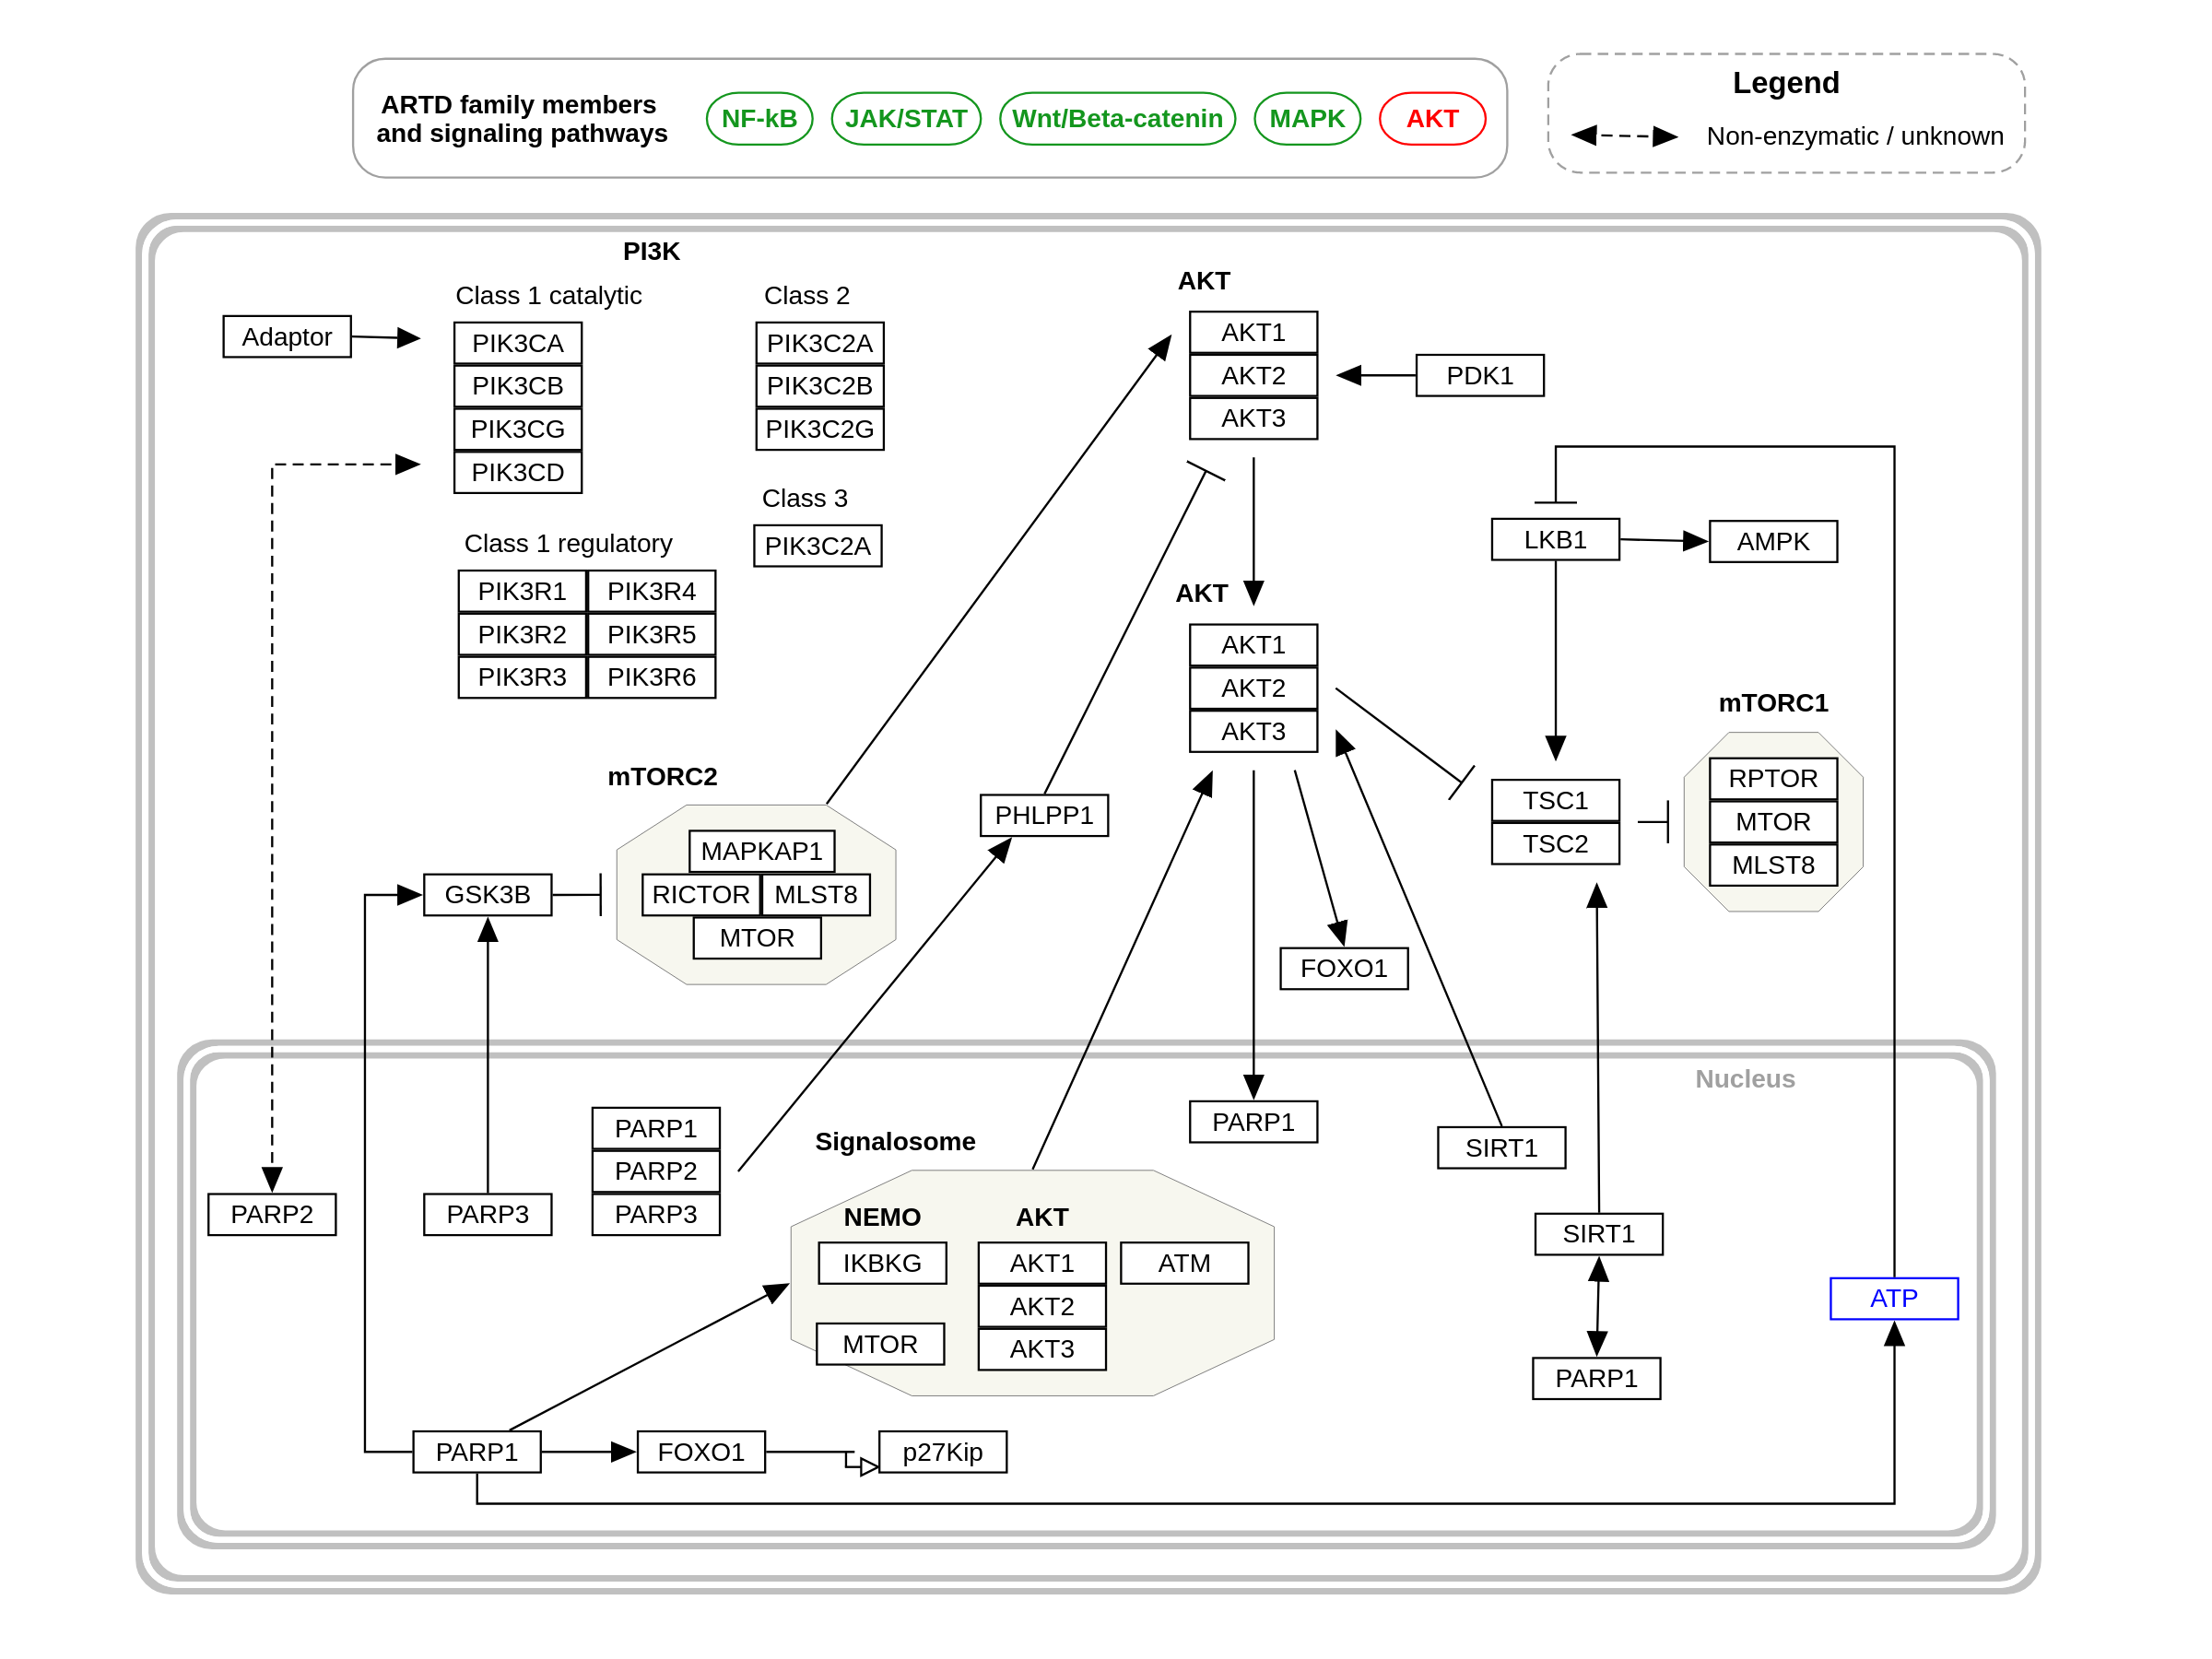 ARTD family members
and signaling pathways
NF-kB
JAK/STAT
Wnt/Beta-catenin
MAPK
AKT
Legend
Non-enzymatic / unknown
PI3K
Class 1 catalytic
Class 2
Adaptor
PIK3CA
PIK3CB
PIK3CG
PIK3CD
PIK3C2A
PIK3C2B
PIK3C2G
Class 3
PIK3C2A
Class 1 regulatory
PIK3R1
PIK3R4
PIK3R2
PIK3R5
PIK3R3
PIK3R6
AKT
AKT1
AKT2
AKT3
PDK1
LKB1
AMPK
AKT
AKT1
AKT2
AKT3
mTORC1
RPTOR
MTOR
MLST8
TSC1
TSC2
mTORC2
MAPKAP1
RICTOR
MLST8
MTOR
GSK3B
PHLPP1
FOXO1
Nucleus
PARP1
SIRT1
PARP1
PARP2
PARP3
PARP2
PARP3
Signalosome
NEMO
AKT
IKBKG
AKT1
ATM
AKT2
MTOR
AKT3
SIRT1
ATP
PARP1
PARP1
FOXO1
p27Kip